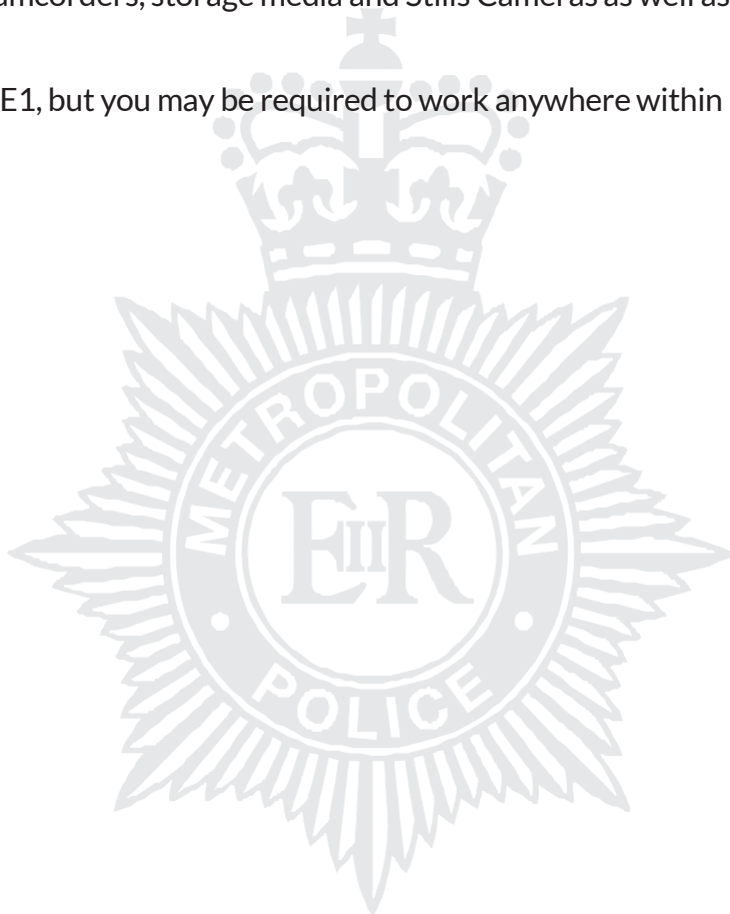 amcorders, storage media and Stills Cameras as well as
E1, but you may be required to work anywhere within
METROPOLITAN
EIIR
POLICE